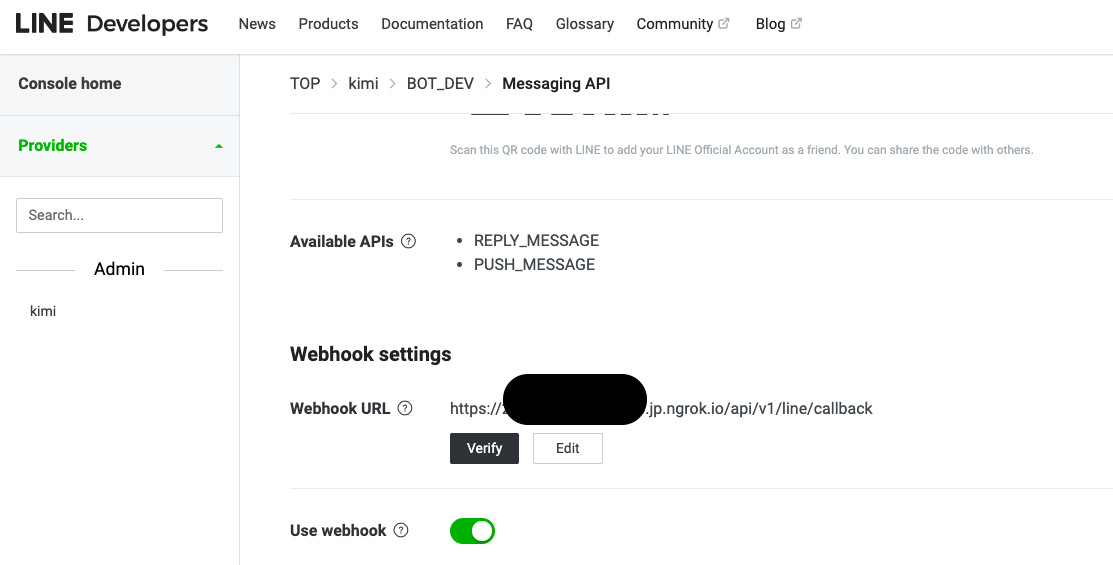 LINE Developers News Products Documentation FAQ Glossary Community Blog
Console home
Providers
Search...
Admin
kimi
TOP > kimi > BOT_DEV > Messaging API
Scan this QR code with LINE to add your LINE Official Account as a friend. You can share the code with others.
Available APIs ?
• REPLY_MESSAGE
• PUSH_MESSAGE
Webhook settings
Webhook URL ? https:// .jp.ngrok.io/api/v1/line/callback
Verify Edit
Use webhook ?